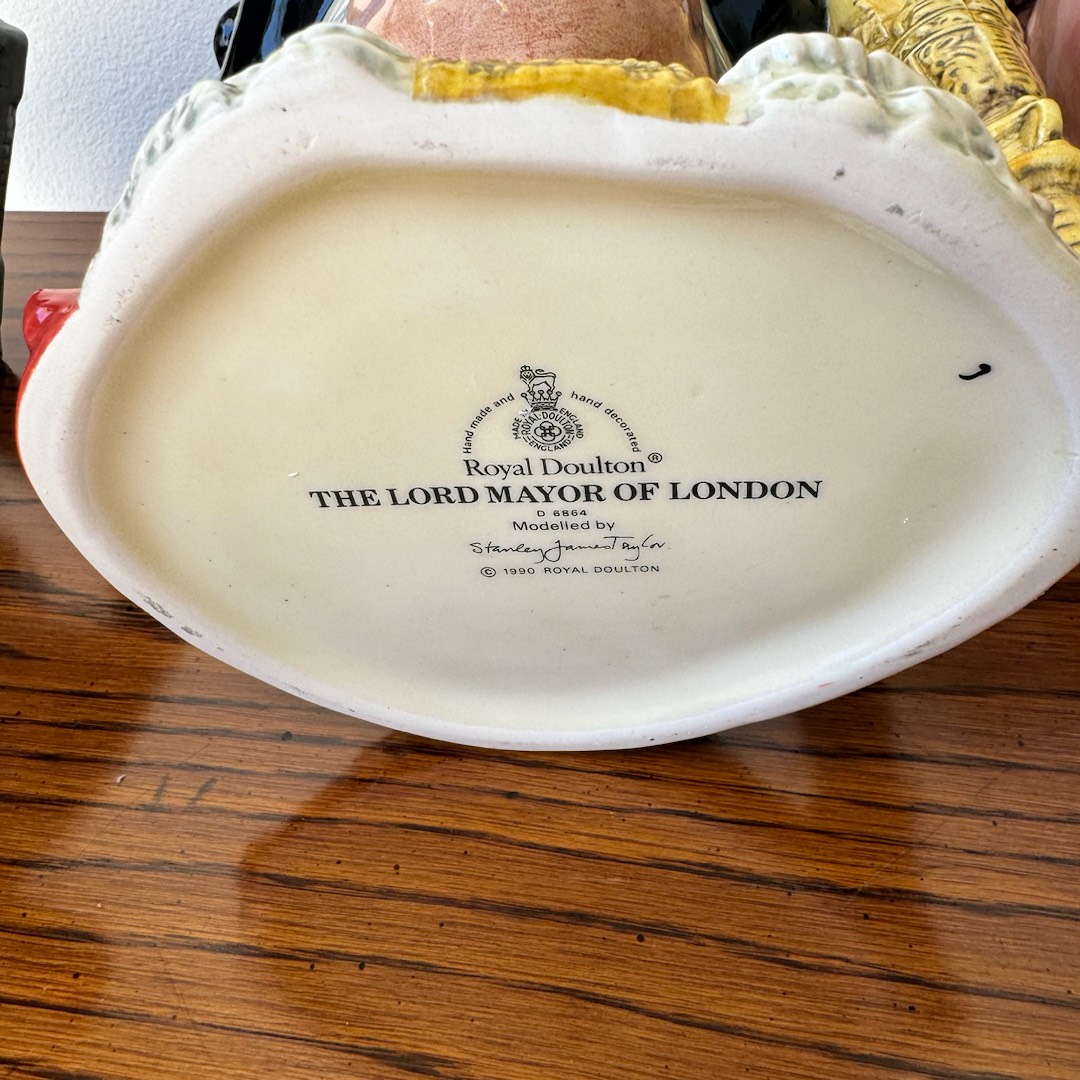 Hand made and hand decorated
MADE IN ENGLAND
ROYAL·DOULTON
·ENGLAND·
Royal Doulton®
THE LORD MAYOR OF LONDON
D 6864
Modelled by
Stanley James Taylor.
© 1990 ROYAL DOULTON